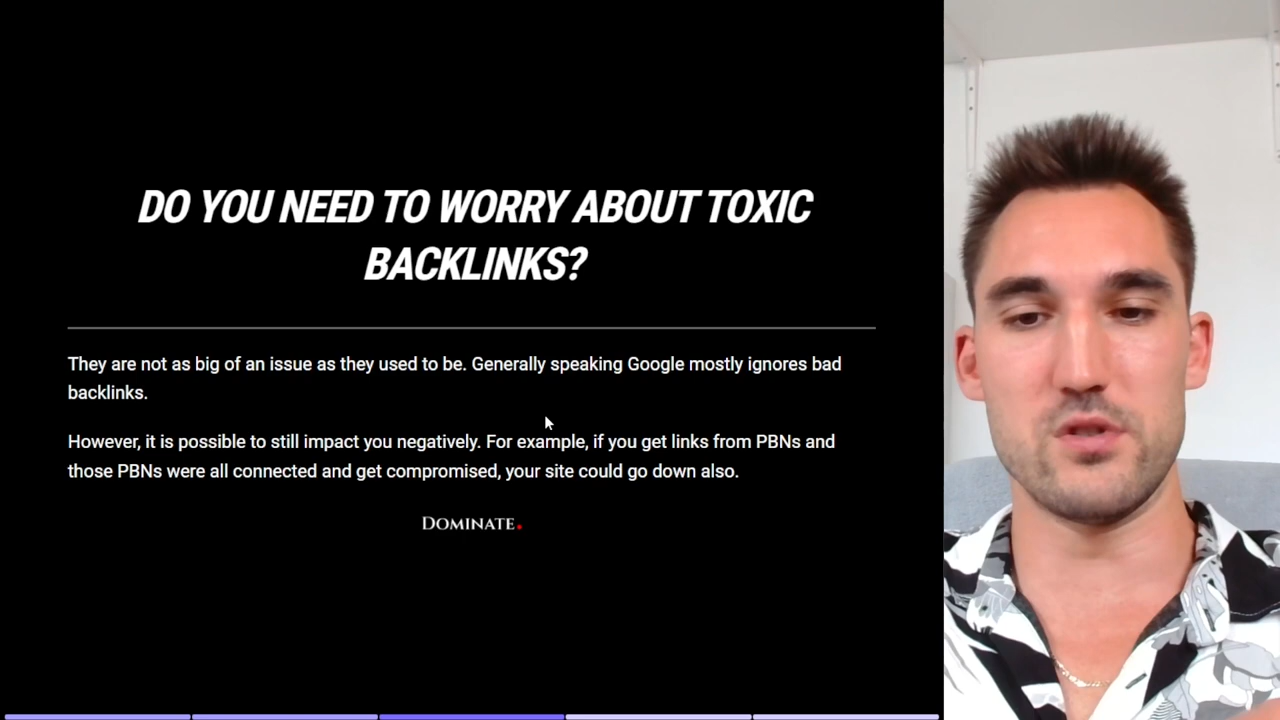 DO YOU NEED TO WORRY ABOUT TOXIC
BACKLINKS?
They are not as big of an issue as they used to be. Generally speaking Google mostly ignores bad
backlinks.
However, it is possible to still impact you negatively. For example, if you get links from PBNs and
those PBNs were all connected and get compromised, your site could go down also.
DOMINATE.